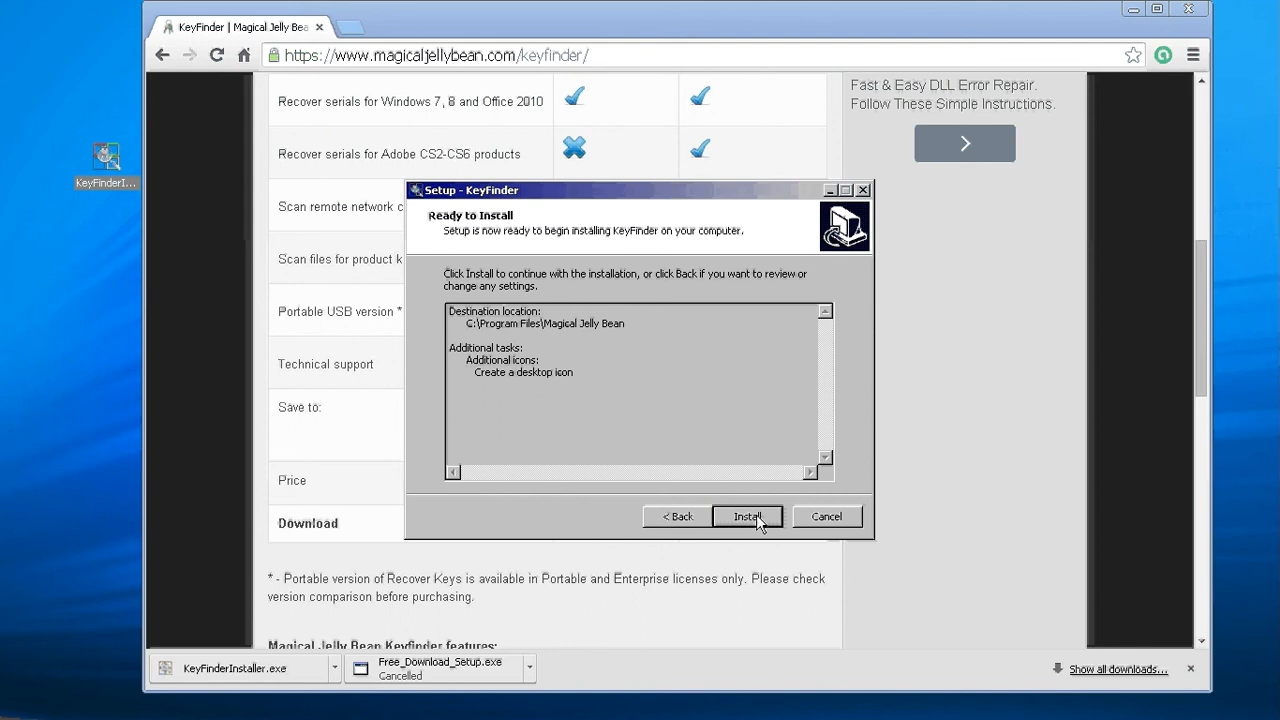 KeyFinder | Magical Jelly Bea
https://www.magicaljellybean.com/keyfinder/
KeyFinderI...
Recover serials for Windows 7, 8 and Office 2010
Recover serials for Adobe CS2-CS6 products
Scan remote network c
Scan files for product k
Portable USB version *
Technical support
Save to:
Price
Download
Fast & Easy DLL Error Repair.
Follow These Simple Instructions.
Setup - KeyFinder
Ready to Install
Setup is now ready to begin installing KeyFinder on your computer.
Click Install to continue with the installation, or click Back if you want to review or
change any settings.
Destination location:
C:\Program Files\Magical Jelly Bean
Additional tasks:
Additional icons:
Create a desktop icon
< Back
Install
Cancel
* - Portable version of Recover Keys is available in Portable and Enterprise licenses only. Please check
version comparison before purchasing.
Magical Jelly Bean Keyfinder features:
KeyFinderInstaller.exe
Free_Download_Setup.exe
Cancelled
Show all downloads...